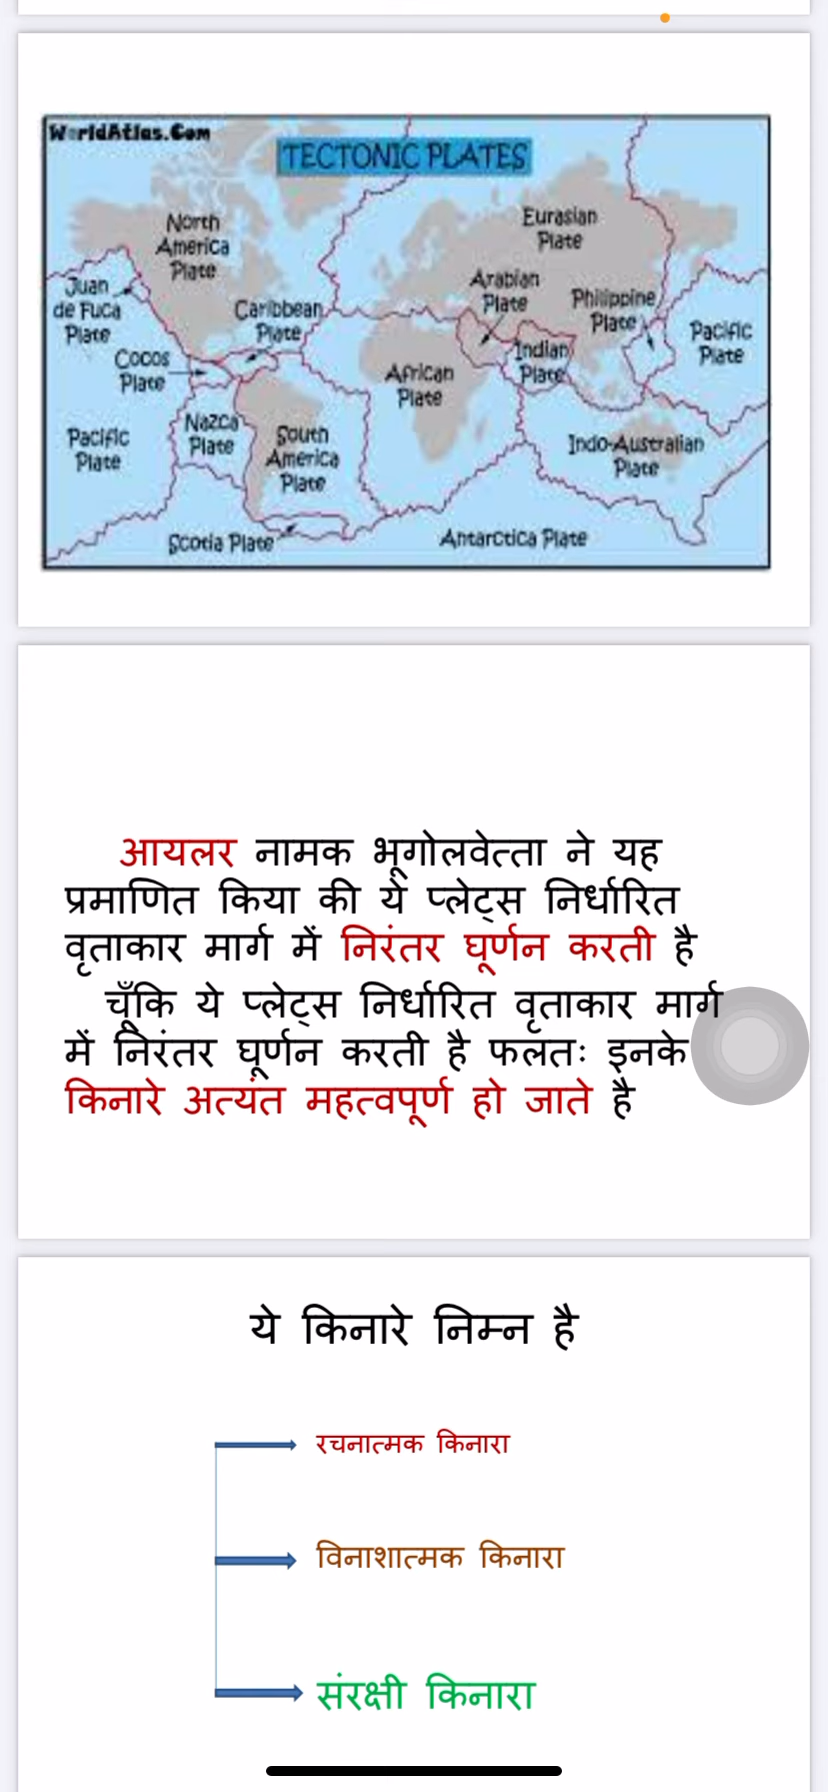 WorldAtlas.Com
TECTONIC PLATES
North
America
Plate
Eurasian
Plate
Juan
de Fuca
Plate
Caribbean
Plate
Arabian
Plate
Philippine
Plate
Pacific
Plate
Cocos
Plate
African
Plate
Indian
Plate
Pacific
Plate
Nazca
Plate
South
America
Plate
Indo-Australian
Plate
Scotia Plate
Antarctica Plate
आयलर नामक भूगोलवेत्ता ने यह
प्रमाणित किया की ये प्लेट्स निर्धारित
वृताकार मार्ग में निरंतर घूर्णन करती है
चूँकि ये प्लेट्स निर्धारित वृताकार मार्ग
में निरंतर घूर्णन करती है फलतः इनके
किनारे अत्यंत महत्वपूर्ण हो जाते है
ये किनारे निम्न है
रचनात्मक किनारा
विनाशात्मक किनारा
संरक्षी किनारा